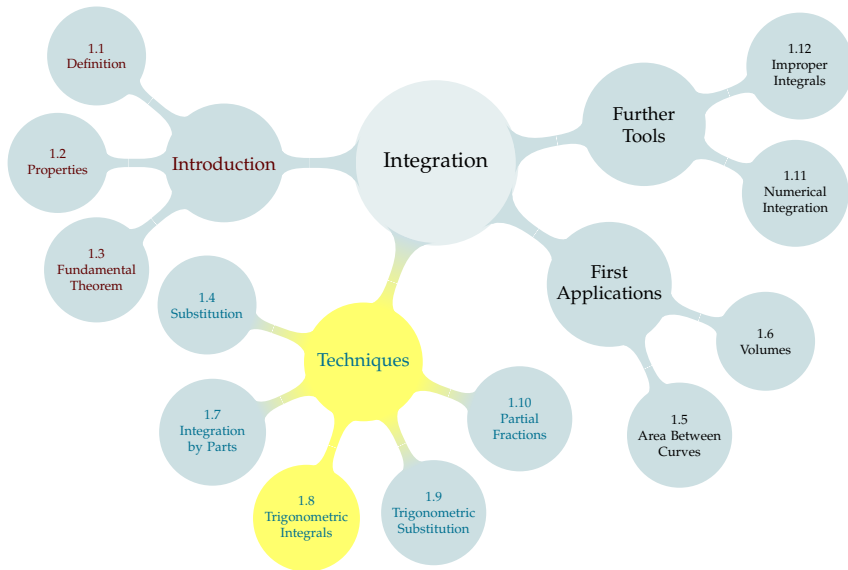 Integration
Introduction
1.1
Definition
1.2
Properties
1.3
Fundamental
Theorem
Techniques
1.4
Substitution
1.7
Integration
by Parts
1.8
Trigonometric
Integrals
1.9
Trigonometric
Substitution
1.10
Partial
Fractions
First
Applications
1.5
Area Between
Curves
1.6
Volumes
Further
Tools
1.11
Numerical
Integration
1.12
Improper
Integrals